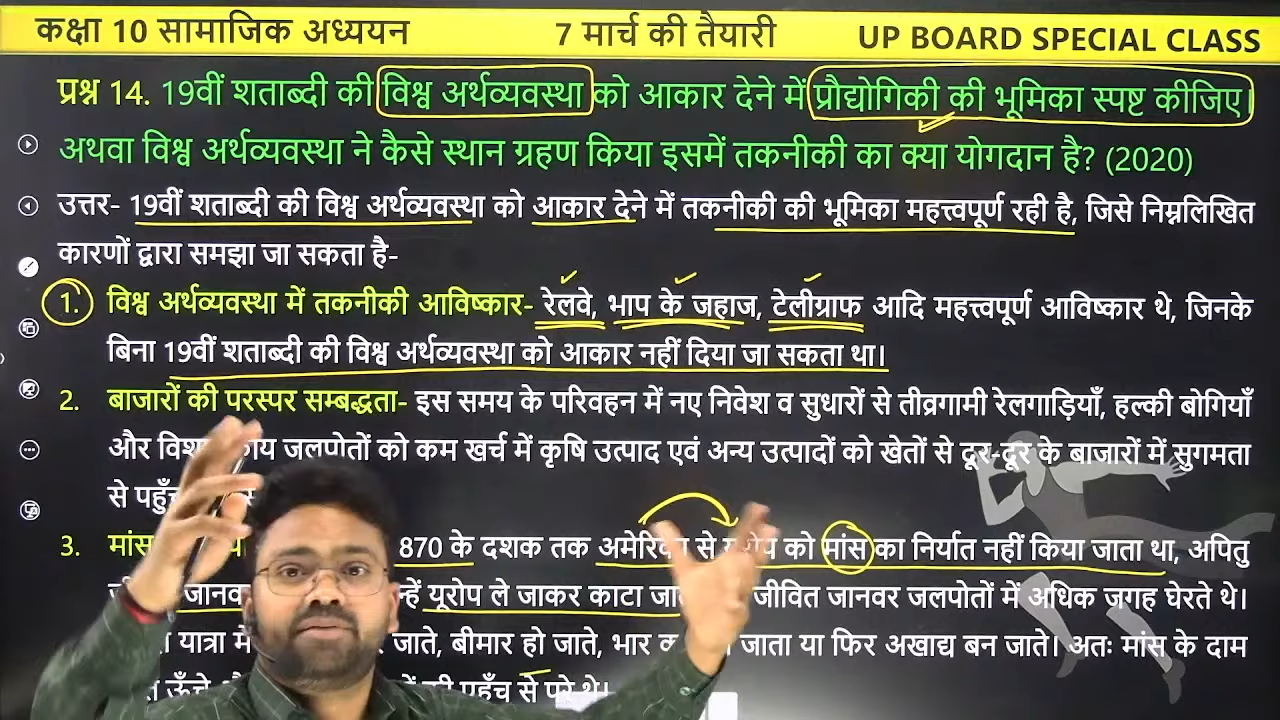 कक्षा 10 सामाजिक अध्ययन 7 मार्च की तैयारी UP BOARD SPECIAL CLASS
प्रश्न 14. 19वीं शताब्दी की विश्व अर्थव्यवस्था को आकार देने में प्रौद्योगिकी की भूमिका स्पष्ट कीजिए।
अथवा विश्व अर्थव्यवस्था ने कैसे स्थान ग्रहण किया इसमें तकनीकी का क्या योगदान है? (2020)
उत्तर- 19वीं शताब्दी की विश्व अर्थव्यवस्था को आकार देने में तकनीकी की भूमिका महत्त्वपूर्ण रही है, जिसे निम्नलिखित
कारणों द्वारा समझा जा सकता है-
1. विश्व अर्थव्यवस्था में तकनीकी आविष्कार- रेलवे, भाप के जहाज, टेलीग्राफ आदि महत्त्वपूर्ण आविष्कार थे, जिनके
बिना 19वीं शताब्दी की विश्व अर्थव्यवस्था को आकार नहीं दिया जा सकता था।
2. बाजारों की परस्पर सम्बद्धता- इस समय के परिवहन में नए निवेश व सुधारों से तीव्रगामी रेलगाड़ियाँ, हल्की बोगियाँ
और जलपोतों को कम खर्च में कृषि उत्पाद एवं अन्य उत्पादों को खेतों से दूर-दूर के बाजारों में सुगमता
से
3. मांस 870 के दशक तक अमेरिका से यूरोप को मांस का निर्यात नहीं किया जाता था, अपितु
यूरोप ले जाकर काटा जीवित जानवर जलपोतों में अधिक जगह घेरते थे।
यात्रा में जाते, बीमार हो जाते, भार जाता या फिर अखाद्य बन जाते। अतः मांस के दाम
ऊँचे की पहुँच से परे थे।